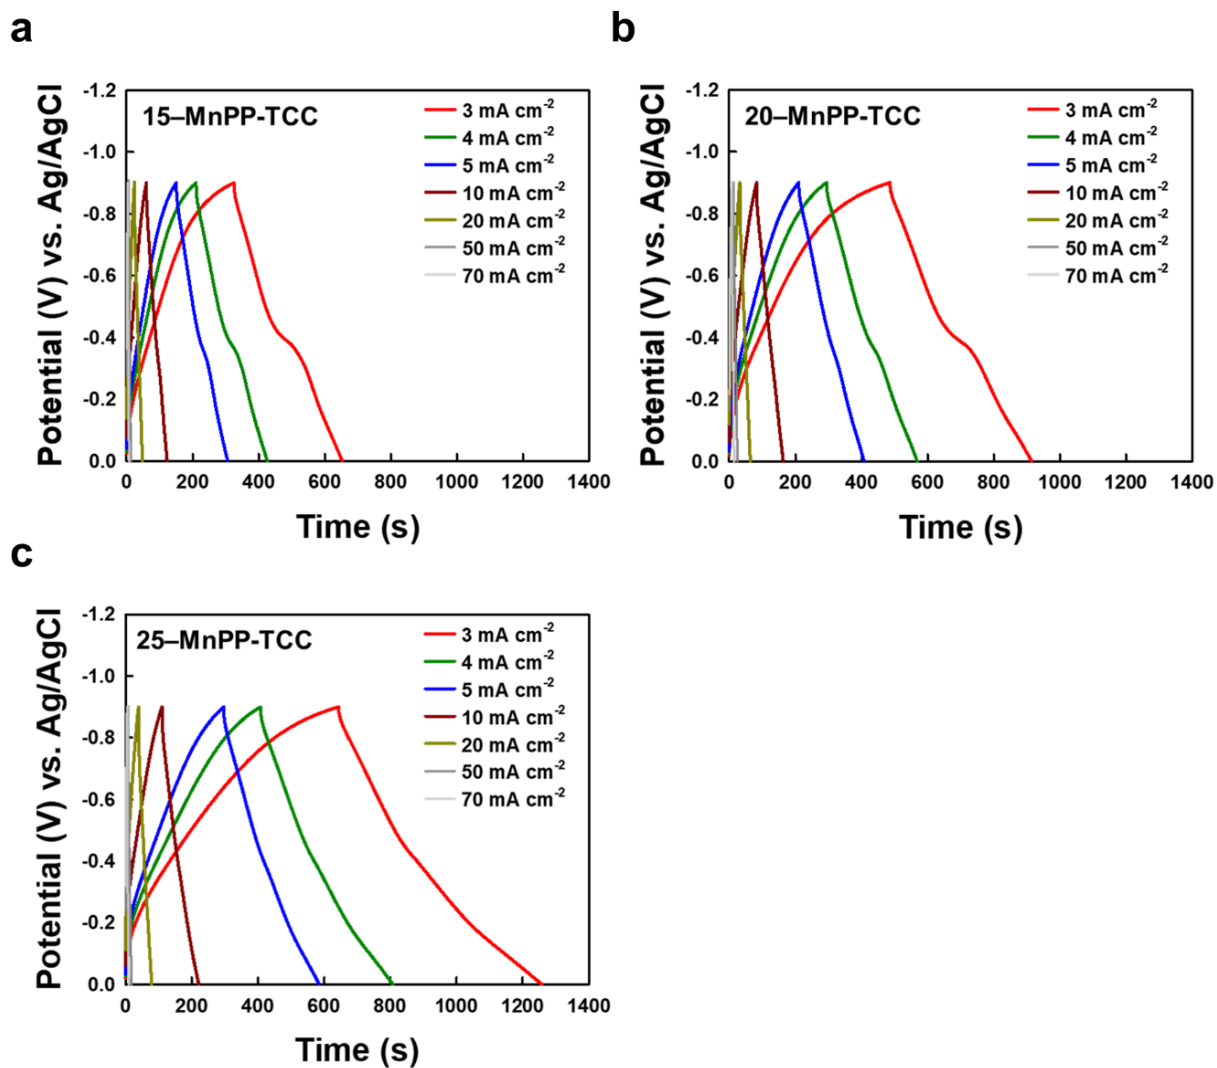 a
Potential (V) vs. Ag/AgCl
-1.2
-1.0
-0.8
-0.6
-0.4
-0.2
0.0
15–MnPP-TCC
3 mA cm-2
4 mA cm-2
5 mA cm-2
10 mA cm-2
20 mA cm-2
50 mA cm-2
70 mA cm-2
0 200 400 600 800 1000 1200 1400
Time (s)
b
Potential (V) vs. Ag/AgCl
-1.2
-1.0
-0.8
-0.6
-0.4
-0.2
0.0
20–MnPP-TCC
3 mA cm-2
4 mA cm-2
5 mA cm-2
10 mA cm-2
20 mA cm-2
50 mA cm-2
70 mA cm-2
0 200 400 600 800 1000 1200 1400
Time (s)
c
Potential (V) vs. Ag/AgCl
-1.2
-1.0
-0.8
-0.6
-0.4
-0.2
0.0
25–MnPP-TCC
3 mA cm-2
4 mA cm-2
5 mA cm-2
10 mA cm-2
20 mA cm-2
50 mA cm-2
70 mA cm-2
0 200 400 600 800 1000 1200 1400
Time (s)